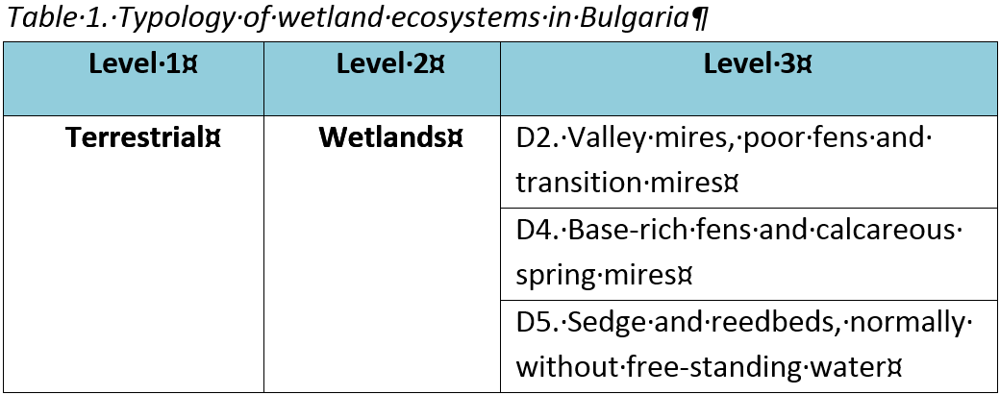 Table·1.·Typology·of·wetland·ecosystems·in·Bulgaria¶
Level·1¤ Level·2¤ Level·3¤
Terrestrial¤ Wetlands¤ D2.·Valley·mires,·poor·fens·and·
transition·mires¤
D4.·Base-rich·fens·and·calcareous·
spring·mires¤
D5.·Sedge·and·reedbeds,·normally·
without·free-standing·water¤